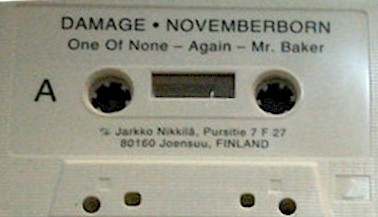 DAMAGE • NOVEMBERBORN
One Of None – Again – Mr. Baker
A
℅ Jarkko Nikkilä, Pursitie 7 F 27
80160 Joensuu, FINLAND